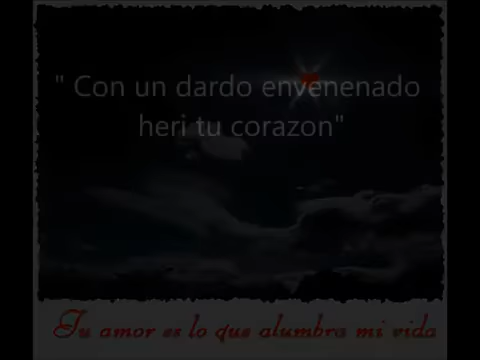 " Con un dardo envenenado
heri tu corazon"
Tu amor es lo que alumbra mi vida